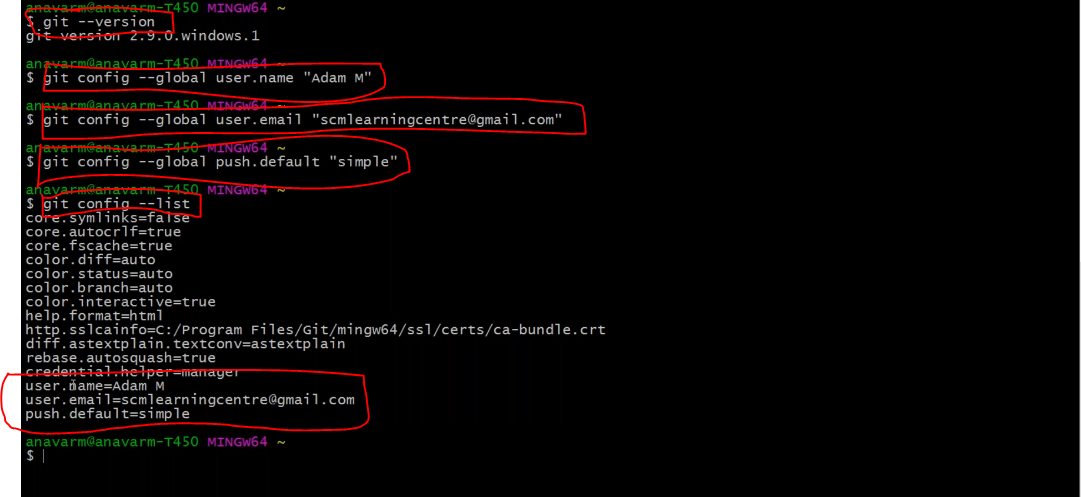 anavarm@anavarm-T450 MINGW64 ~
$ git --version
git version 2.9.0.windows.1
anavarm@anavarm-T450 MINGW64 ~
$ git config --global user.name "Adam M"
anavarm@anavarm-T450 MINGW64 ~
$ git config --global user.email "scmlearningcentre@gmail.com"
anavarm@anavarm-T450 MINGW64 ~
$ git config --global push.default "simple"
anavarm@anavarm-T450 MINGW64 ~
$ git config --list
core.symlinks=false
core.autocrlf=true
core.fscache=true
color.diff=auto
color.status=auto
color.branch=auto
color.interactive=true
help.format=html
http.sslcainfo=C:/Program Files/Git/mingw64/ssl/certs/ca-bundle.crt
diff.astextplain.textconv=astextplain
rebase.autosquash=true
credential.helper=manager
user.name=Adam M
user.email=scmlearningcentre@gmail.com
push.default=simple
anavarm@anavarm-T450 MINGW64 ~
$